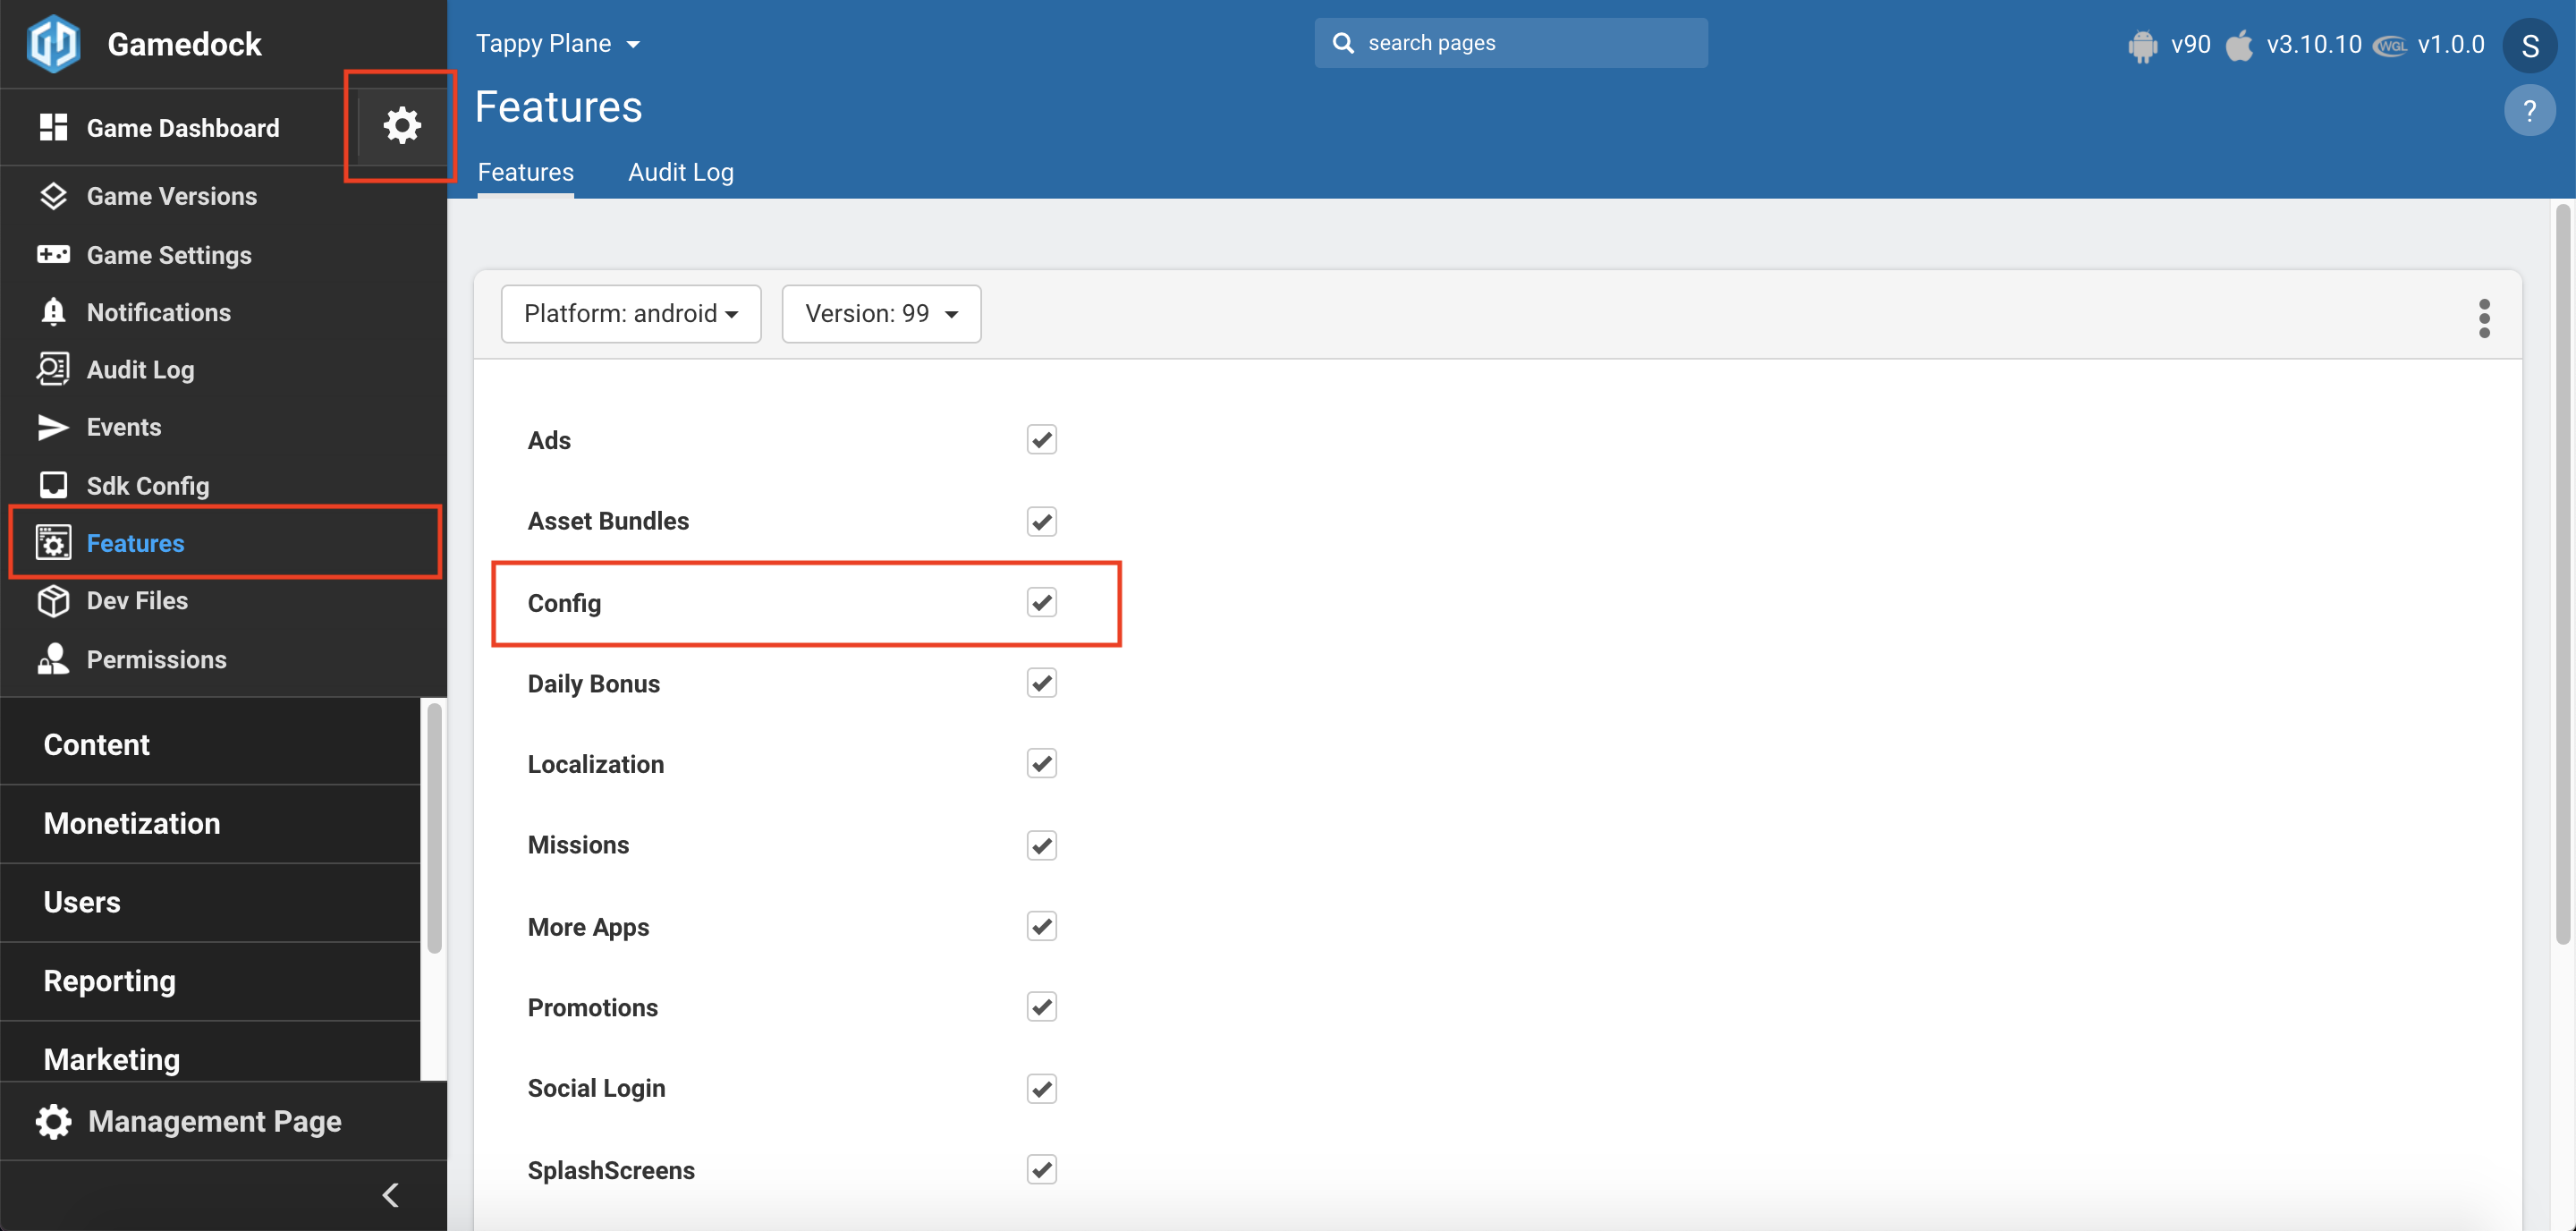 Gamedock
Game Dashboard
Game Versions
Game Settings
Notifications
Audit Log
Events
Sdk Config
Features
Dev Files
Permissions
Content
Monetization
Users
Reporting
Marketing
Management Page
Tappy Plane
search pages
v90
v3.10.10
WGL
v1.0.0
S
?
Features
Features
Audit Log
Platform: android
Version: 99
Ads
Asset Bundles
Config
Daily Bonus
Localization
Missions
More Apps
Promotions
Social Login
SplashScreens